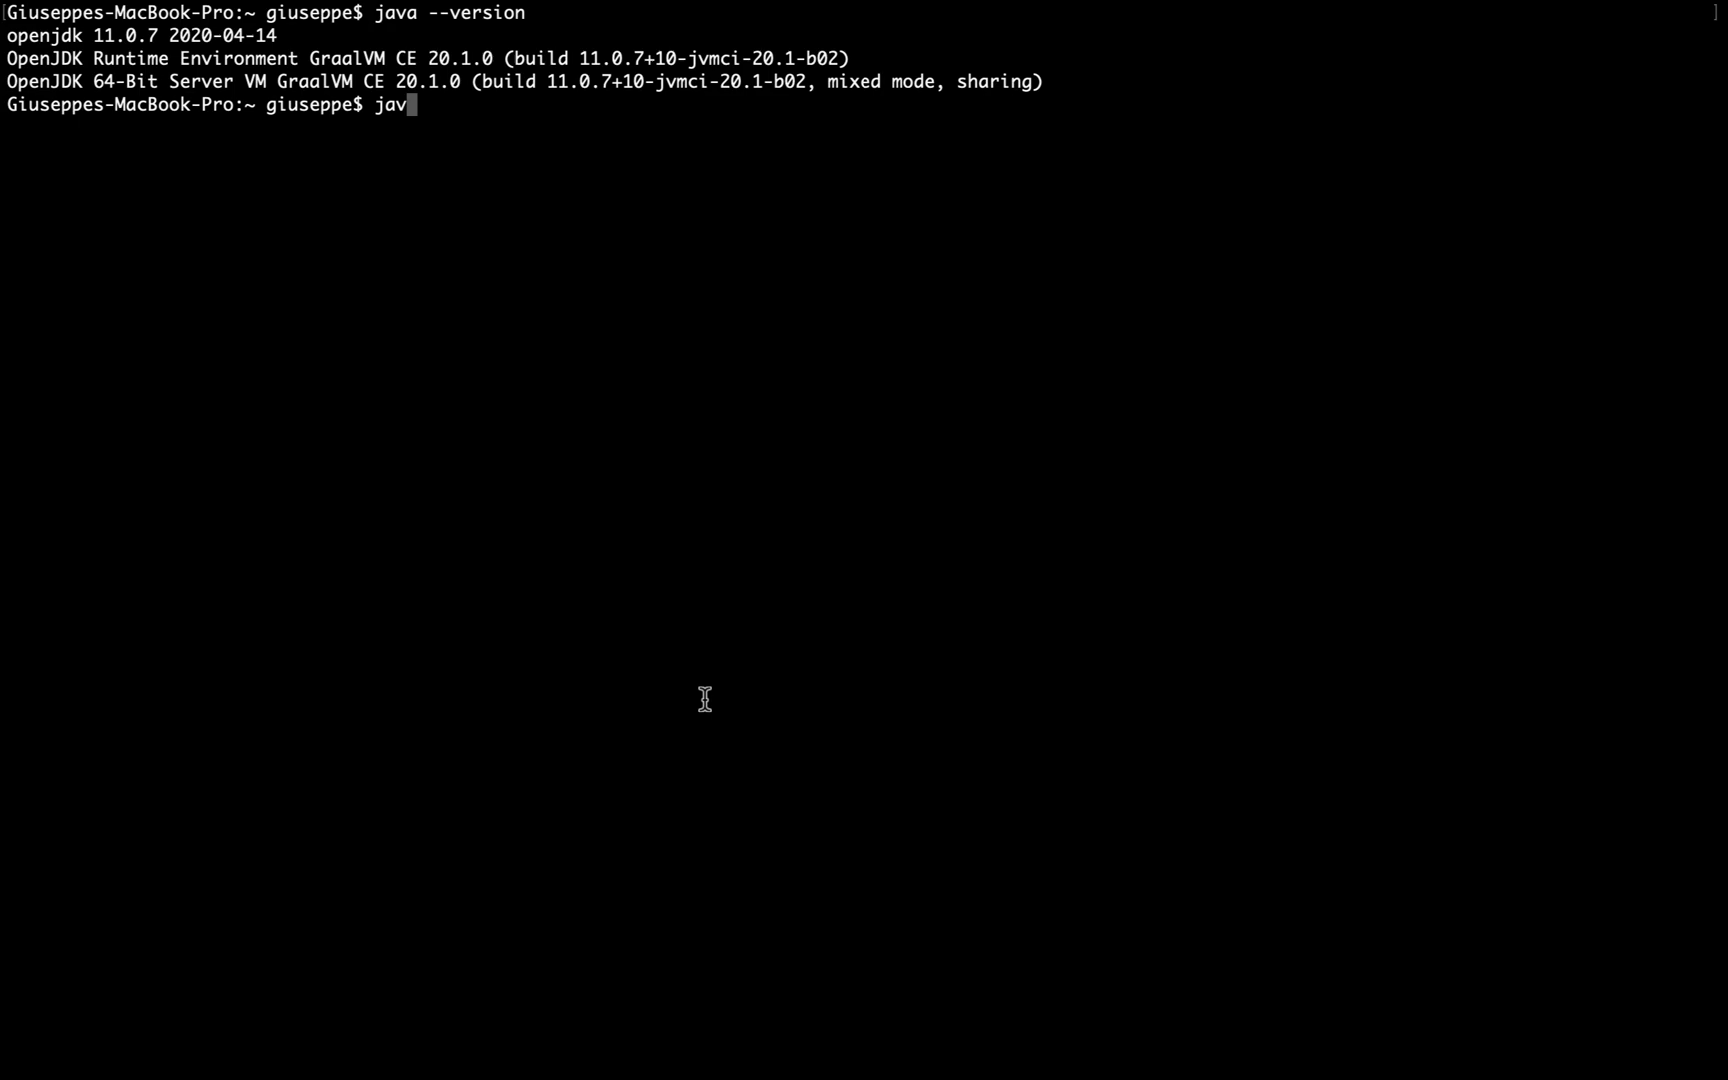 [Giuseppes-MacBook-Pro:~ giuseppe$ java --version ]
openjdk 11.0.7 2020-04-14
OpenJDK Runtime Environment GraalVM CE 20.1.0 (build 11.0.7+10-jvmci-20.1-b02)
OpenJDK 64-Bit Server VM GraalVM CE 20.1.0 (build 11.0.7+10-jvmci-20.1-b02, mixed mode, sharing)
Giuseppes-MacBook-Pro:~ giuseppe$ jav